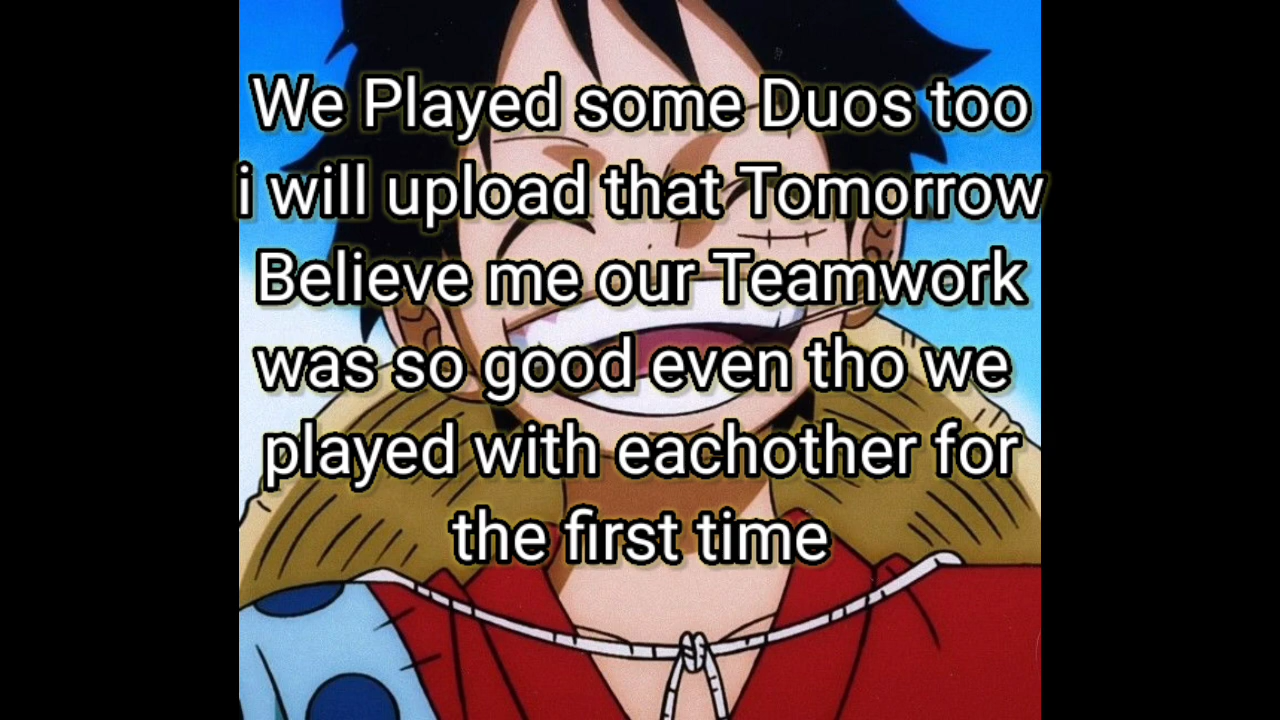 We Played some Duos too
i will upload that Tomorrow
Believe me our Teamwork
was so good even tho we
played with eachother for
the first time